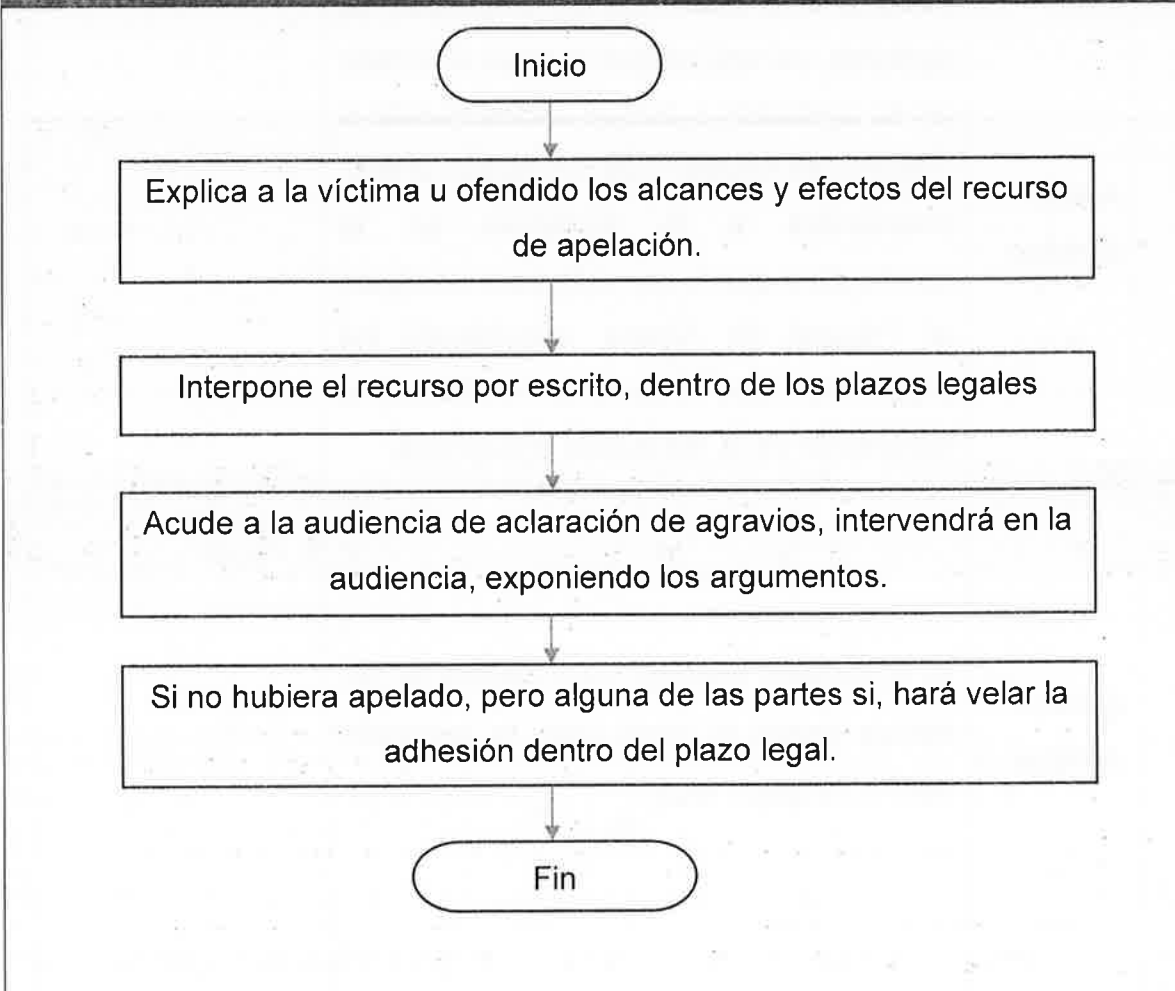 Inicio
Explica a la víctima u ofendido los alcances y efectos del recurso
de apelación.
Interpone el recurso por escrito, dentro de los plazos legales
Acude a la audiencia de aclaración de agravios, intervendrá en la
audiencia, exponiendo los argumentos.
Si no hubiera apelado, pero alguna de las partes si, hará velar la
adhesión dentro del plazo legal.
Fin